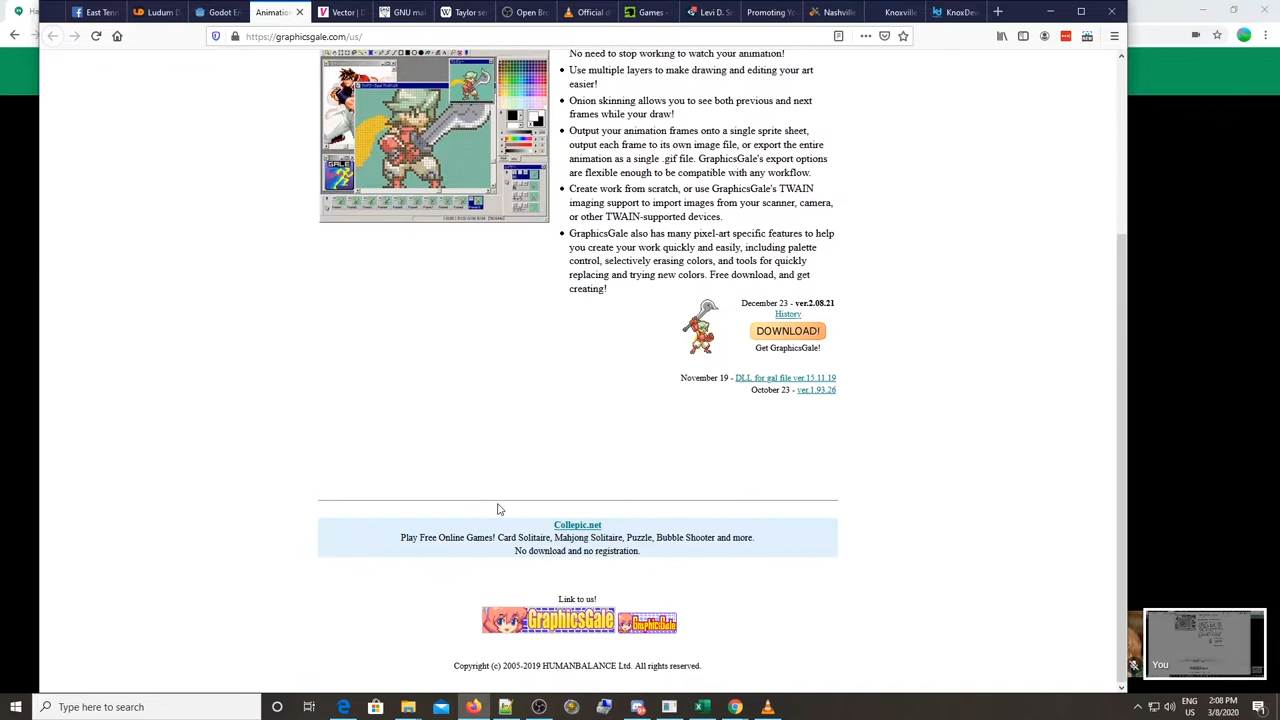 East Tenn
Ludum D
Godot En
Animation
Vector | D
GNU mak
Taylor serv
Open Bro
Official d
Games -
Levi D. S
Promoting Yo
Nashville
Knoxville
KnoxDev
https://graphicsgale.com/us/
No need to stop working to watch your animation!
Use multiple layers to make drawing and editing your art
easier!
Onion skinning allows you to see both previous and next
frames while your draw!
Output your animation frames onto a single sprite sheet,
output each frame to its own image file, or export the entire
animation as a single .gif file. GraphicsGale's export options
are flexible enough to be compatible with any workflow.
Create work from scratch, or use GraphicsGale's TWAIN
imaging support to import images from your scanner, camera,
or other TWAIN-supported devices.
GraphicsGale also has many pixel-art specific features to help
you create your work quickly and easily, including palette
control, selectively erasing colors, and tools for quickly
replacing and trying new colors. Free download, and get
creating!
GALE
December 23 - ver.2.08.21
History
DOWNLOAD!
Get GraphicsGale!
November 19 - DLL for gal file ver.15.11.19
October 23 - ver.1.93.26
Collepic.net
Play Free Online Games! Card Solitaire, Mahjong Solitaire, Puzzle, Bubble Shooter and more.
No download and no registration.
Link to us!
GraphicsGale
GraphicsGale
Copyright (c) 2005-2019 HUMANBALANCE Ltd. All rights reserved.
You
Type here to search
ENG
US
2:08 PM
3/8/2020